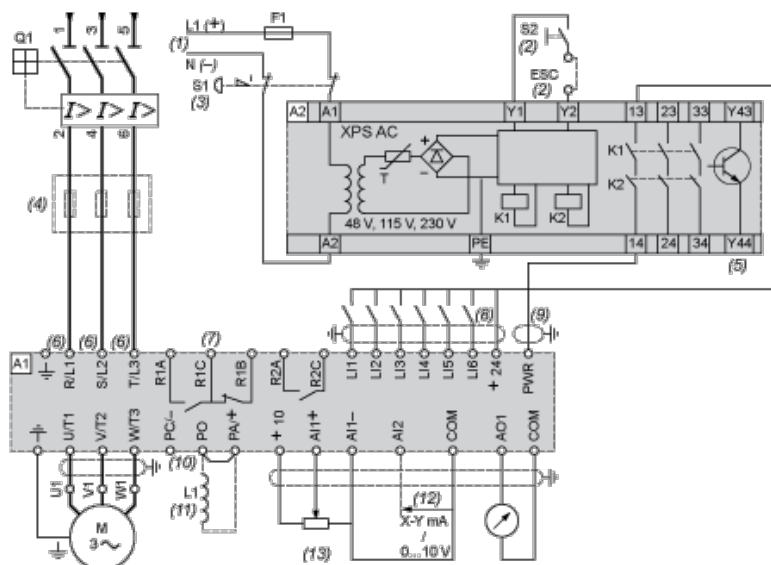 1 3 5
L1 (+) F1
Q1
(1)
N (–)
S1
(3)
S2
(2)
ESC
(2)
I> I> I>
2 4 6
A2 A1 Y1 Y2 13 23 33 Y43
XPS AC
+
–
T
K1
K2
K1 K2
48 V, 115 V, 230 V
A2 PE 14 24 34 Y44
(5)
(4)
(8) (9)
(6) (6) (6) (7)
A1
R/L1 S/L2 T/L3 R1A R1C R1B R2A R2C LI1 LI2 LI3 LI4 LI5 LI6 + 24 PWR
U/T1 V/T2 W/T3 PC/– PO PA/+ + 10 AI1+ AI1– AI2 COM AO1 COM
(10)
U1 V1 W1
L1
(11)
(12)
X-Y mA
/
0...10 V
(13)
M
3